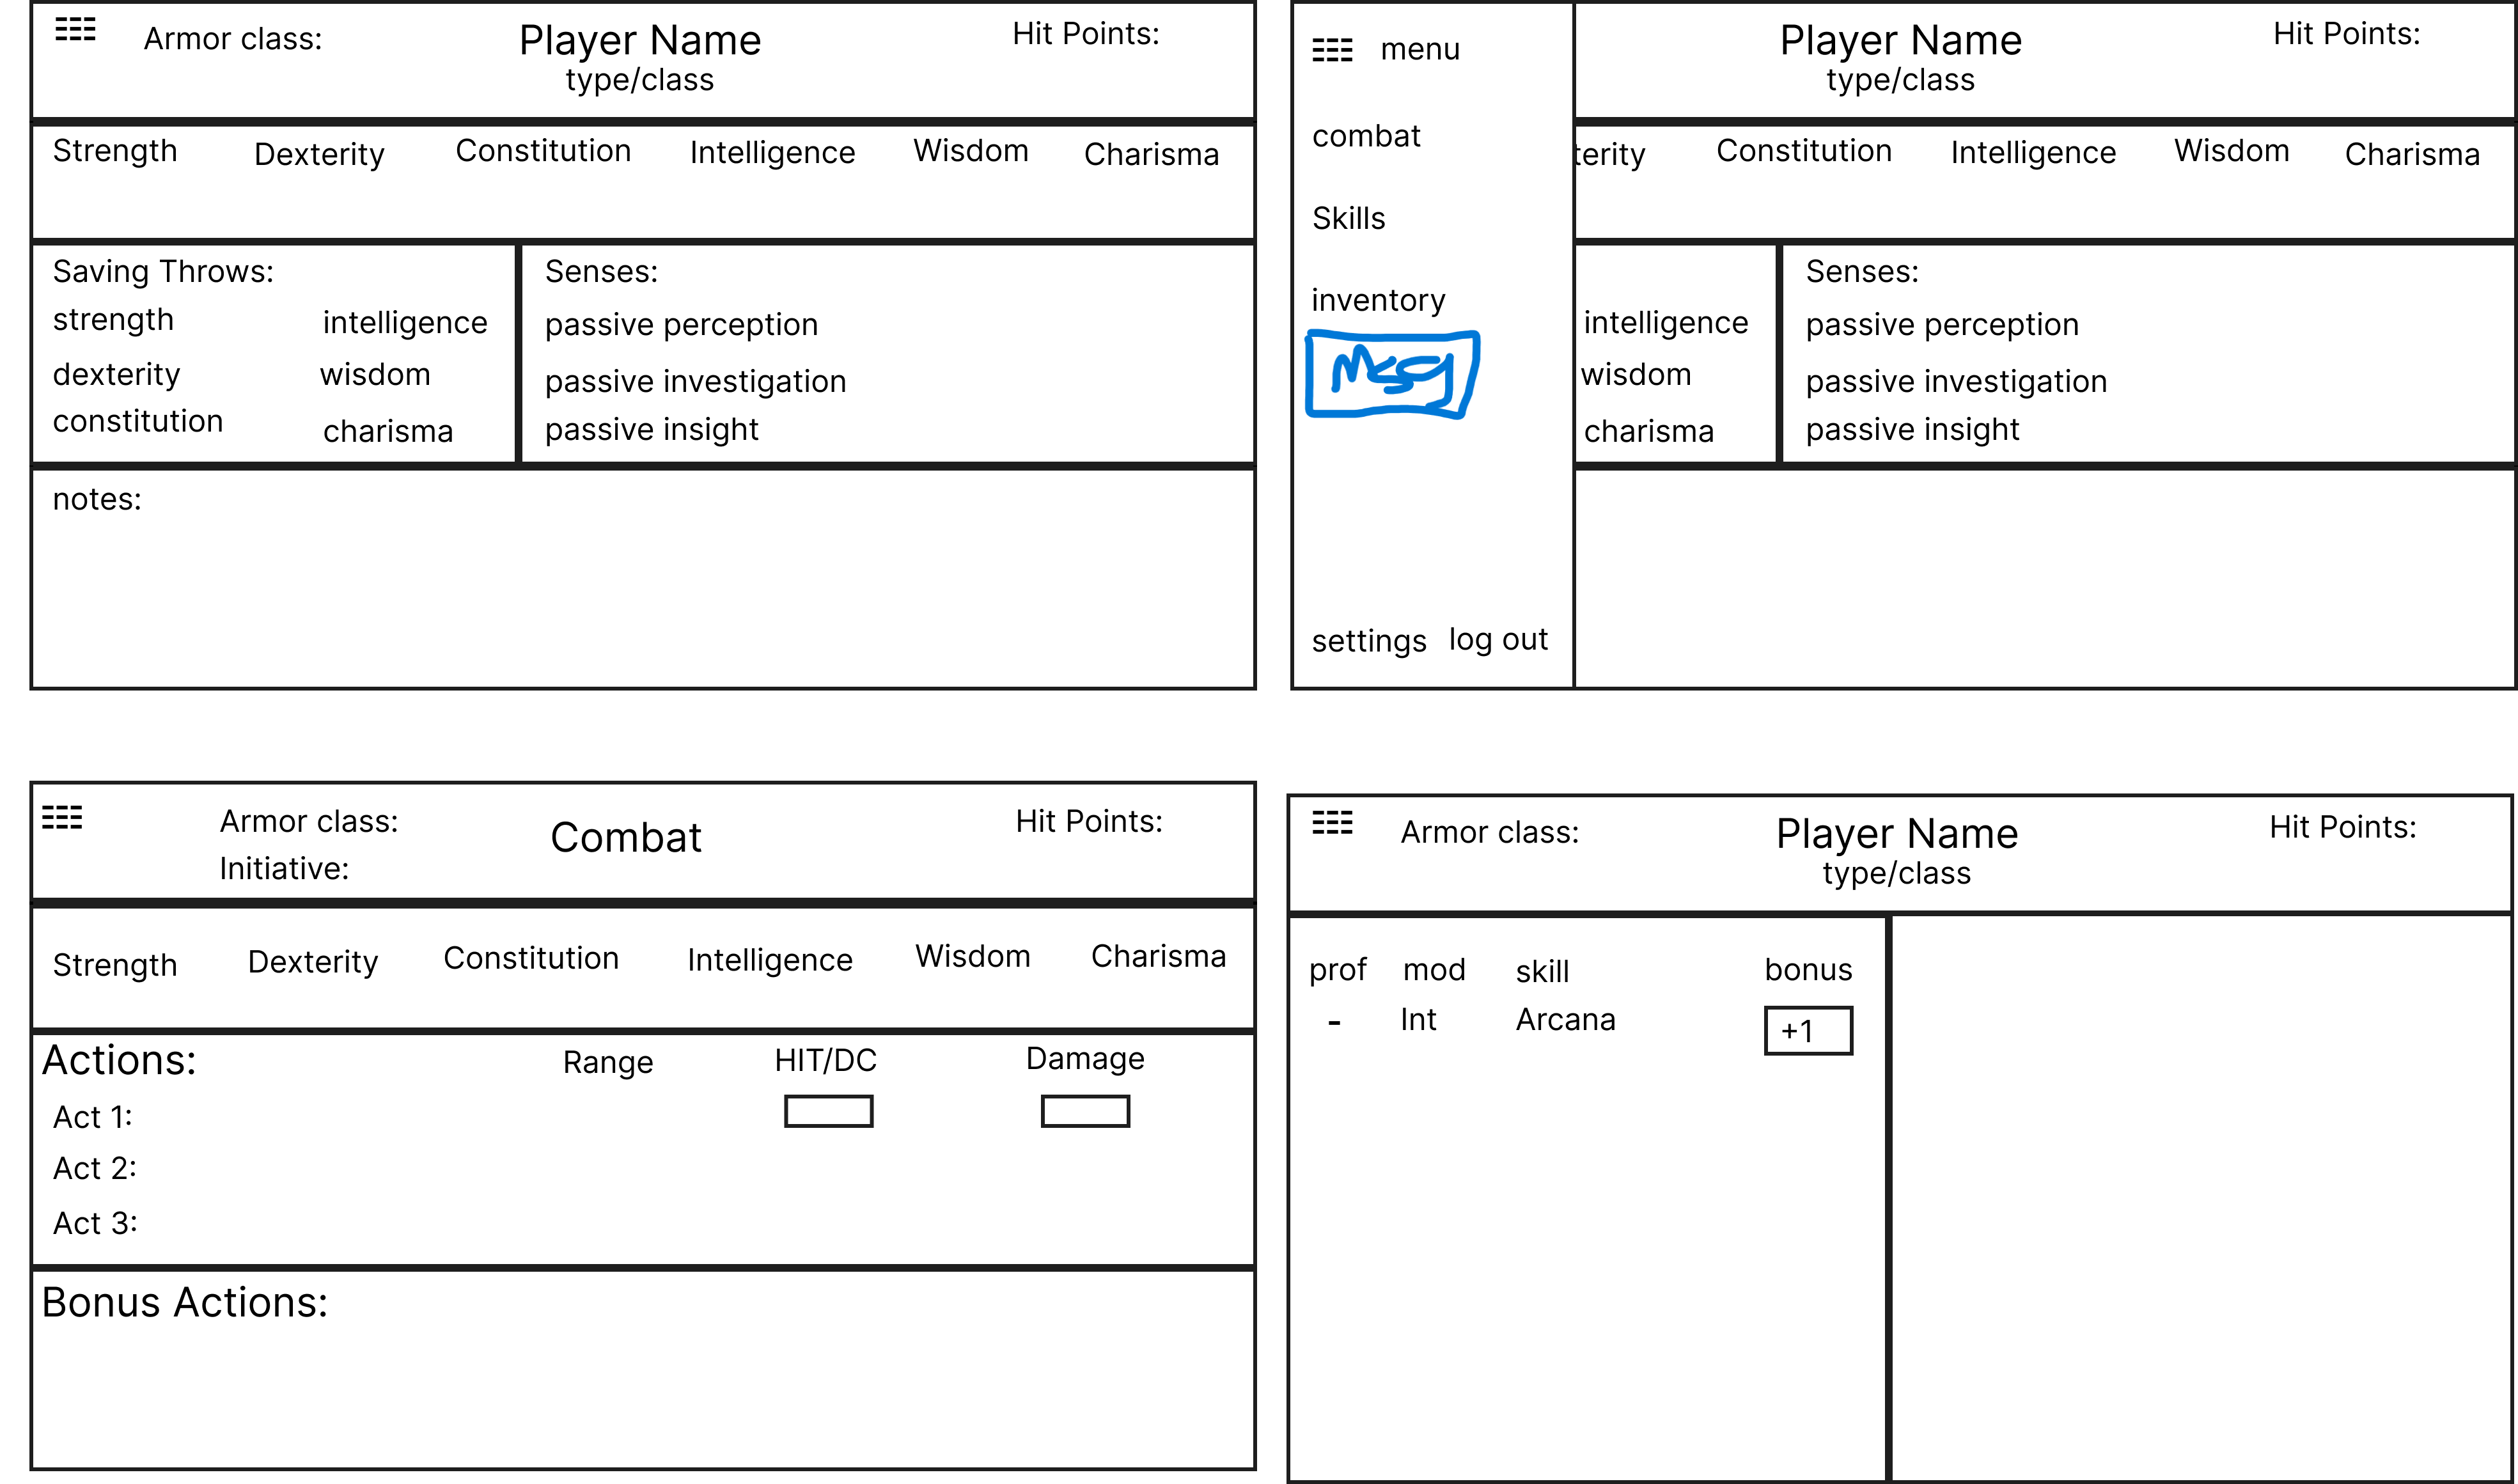 Armor class: Player Name Hit Points:
type/class
Strength Dexterity Constitution Intelligence Wisdom Charisma
Saving Throws:
strength intelligence
dexterity wisdom
constitution charisma
Senses:
passive perception
passive investigation
passive insight
notes:
menu
combat
Skills
inventory
Msg
settings log out
Player Name Hit Points:
type/class
terity Constitution Intelligence Wisdom Charisma
intelligence
wisdom
charisma
Senses:
passive perception
passive investigation
passive insight
Armor class: Combat Hit Points:
Initiative:
Strength Dexterity Constitution Intelligence Wisdom Charisma
Actions: Range HIT/DC Damage
Act 1:
Act 2:
Act 3:
Bonus Actions:
Armor class: Player Name Hit Points:
type/class
prof mod skill bonus
- Int Arcana +1